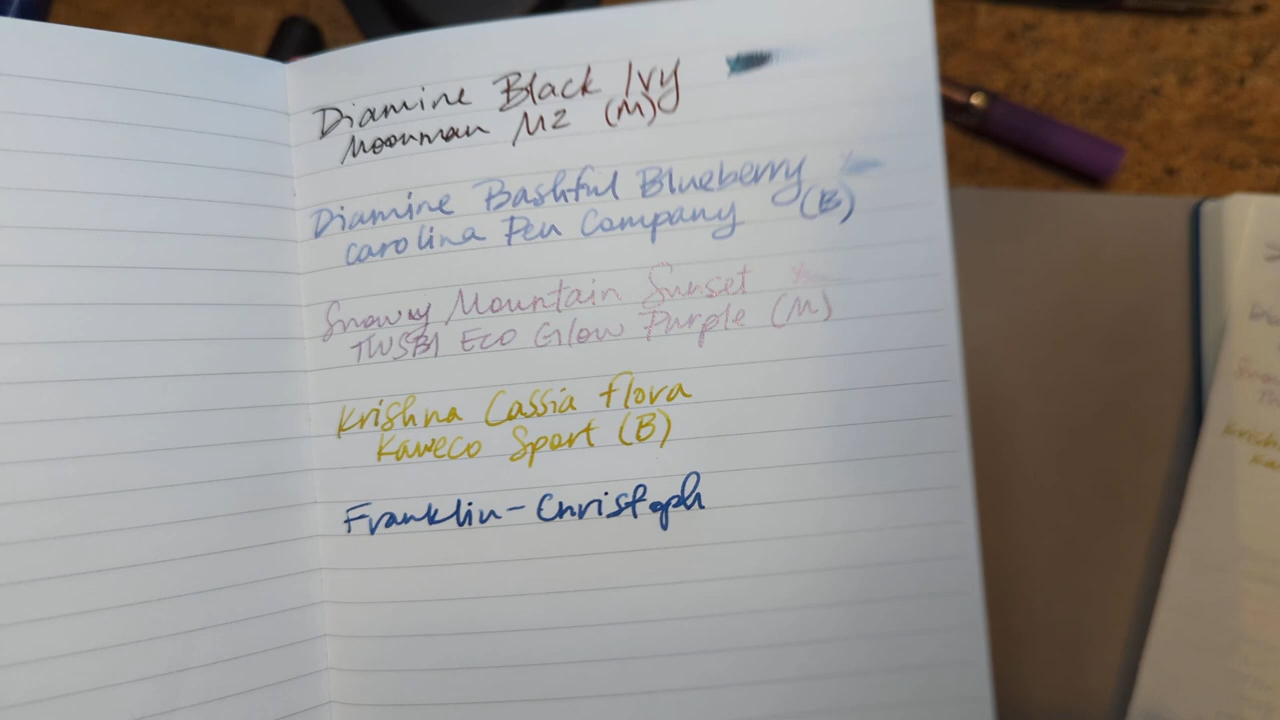 Diamine Black Ivy
Moonman M2 (M)
Diamine Bashful Blueberry
Carolina Pen Company (B)
Snowy Mountain Sunset
TWSBI ECO Glow Purple (M)
Krishna Cassia flora
Kaweco Sport (B)
Franklin-Christoph